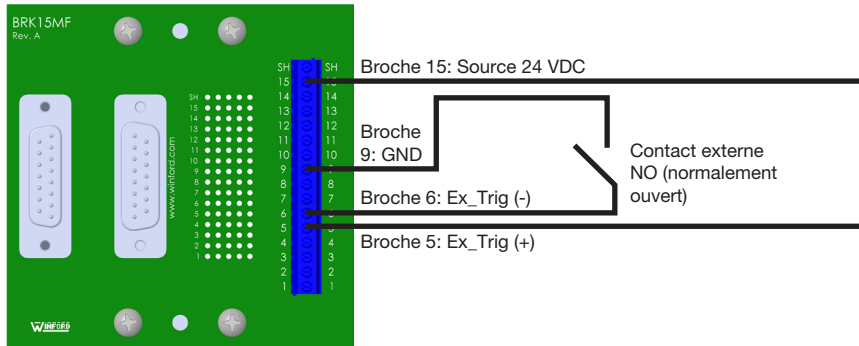 BRK15MF
Rev. A
SH
15
14
13
12
11
10
9
8
7
6
5
4
3
2
1
www.winford.com
SH
15
14
13
12
11
10
9
8
7
6
5
4
3
2
1
SH
14
13
12
11
10
8
7
6
4
3
2
1
WINFORD
Broche 15: Source 24 VDC
Broche
9: GND
Contact externe
NO (normalement
ouvert)
Broche 6: Ex_Trig (-)
Broche 5: Ex_Trig (+)